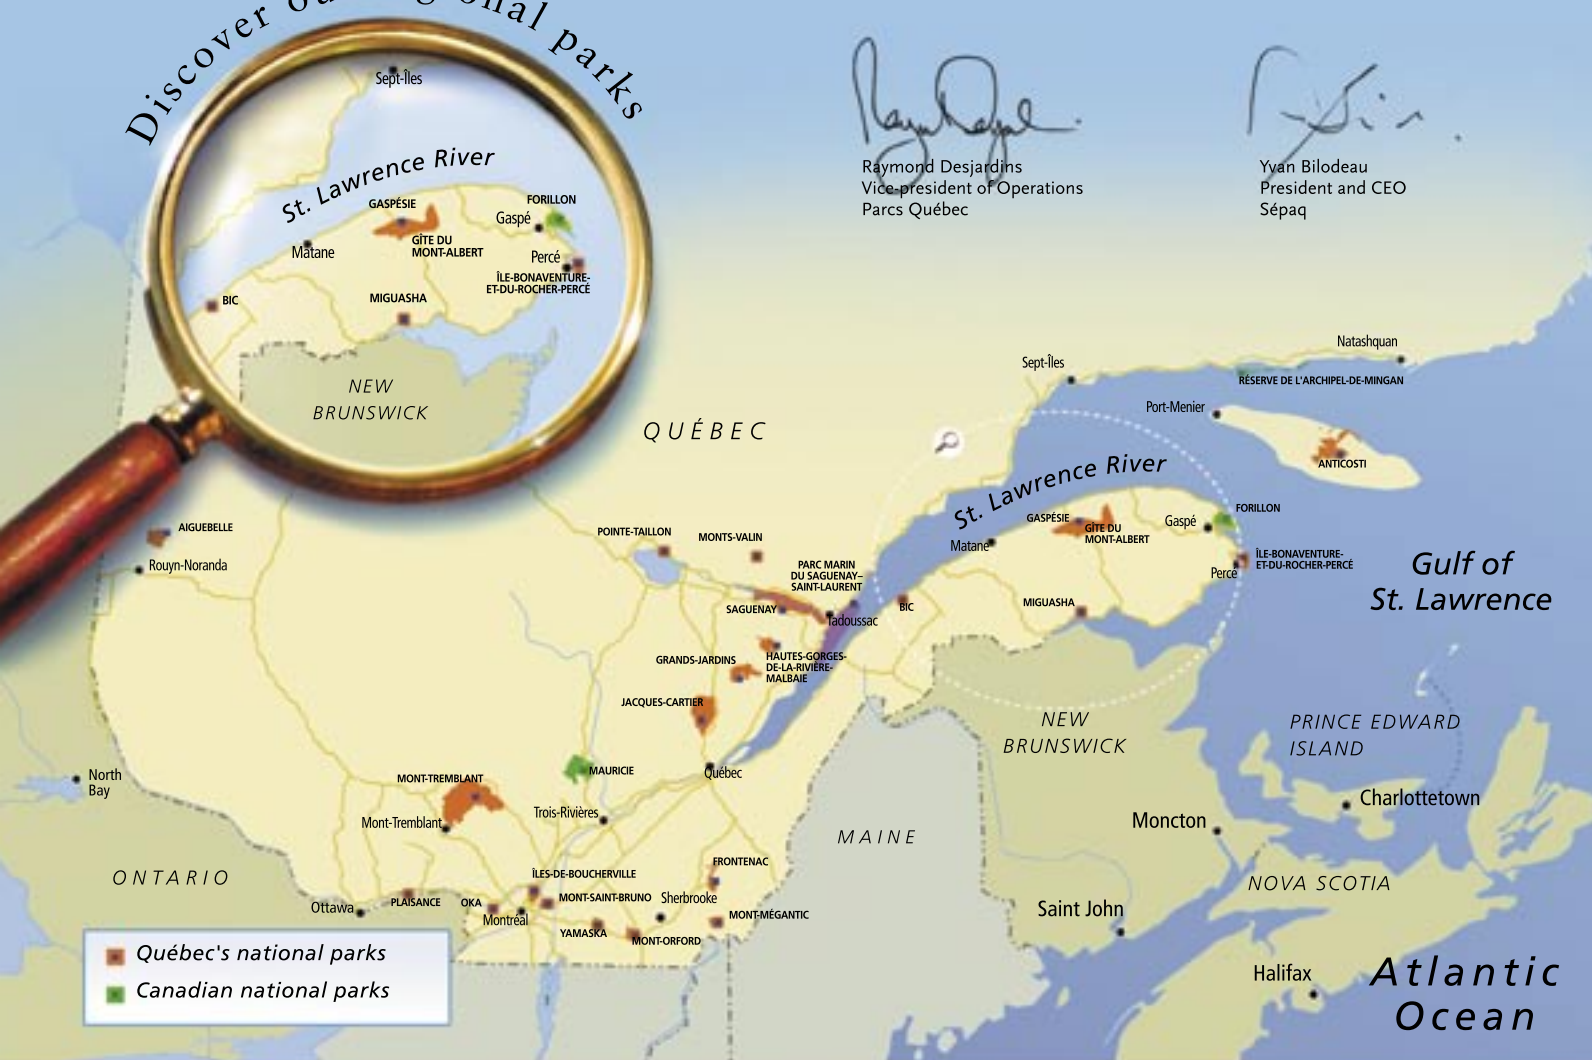 Discover our regional parks
Sept-Îles
St. Lawrence River
GASPÉSIE
FORILLON
Gaspé
GÎTE DU
MONT-ALBERT
Matane
Percé
ÎLE-BONAVENTURE-
ET-DU-ROCHER-PERCÉ
BIC
MIGUASHA
NEW
BRUNSWICK
Raymond Desjardins
Vice-president of Operations
Parcs Québec
Yvan Bilodeau
President and CEO
Sépaq
Natashquan
Sept-Îles
RÉSERVE DE L'ARCHIPEL-DE-MINGAN
Port-Menier
QUÉBEC
ANTICOSTI
St. Lawrence River
FORILLON
GASPÉSIE
Gaspé
GÎTE DU
MONT-ALBERT
Matane
ÎLE-BONAVENTURE-
ET-DU-ROCHER-PERCÉ
Percé
Gulf of
St. Lawrence
AIGUEBELLE
Rouyn-Noranda
POINTE-TAILLON
MONTS-VALIN
PARC MARIN
DU SAGUENAY–
SAINT-LAURENT
SAGUENAY
Tadoussac
BIC
MIGUASHA
GRANDS-JARDINS
HAUTES-GORGES-
DE-LA-RIVIÈRE-
MALBAIE
JACQUES-CARTIER
NEW
BRUNSWICK
PRINCE EDWARD
ISLAND
North
Bay
MONT-TREMBLANT
MAURICIE
Québec
Mont-Tremblant
Trois-Rivières
Charlottetown
Moncton
MAINE
ONTARIO
FRONTENAC
ÎLES-DE-BOUCHERVILLE
NOVA SCOTIA
Ottawa
PLAISANCE
OKA
Montréal
MONT-SAINT-BRUNO
Sherbrooke
MONT-MÉGANTIC
Saint John
YAMASKA
MONT-ORFORD
Québec's national parks
Canadian national parks
Halifax
Atlantic
Ocean